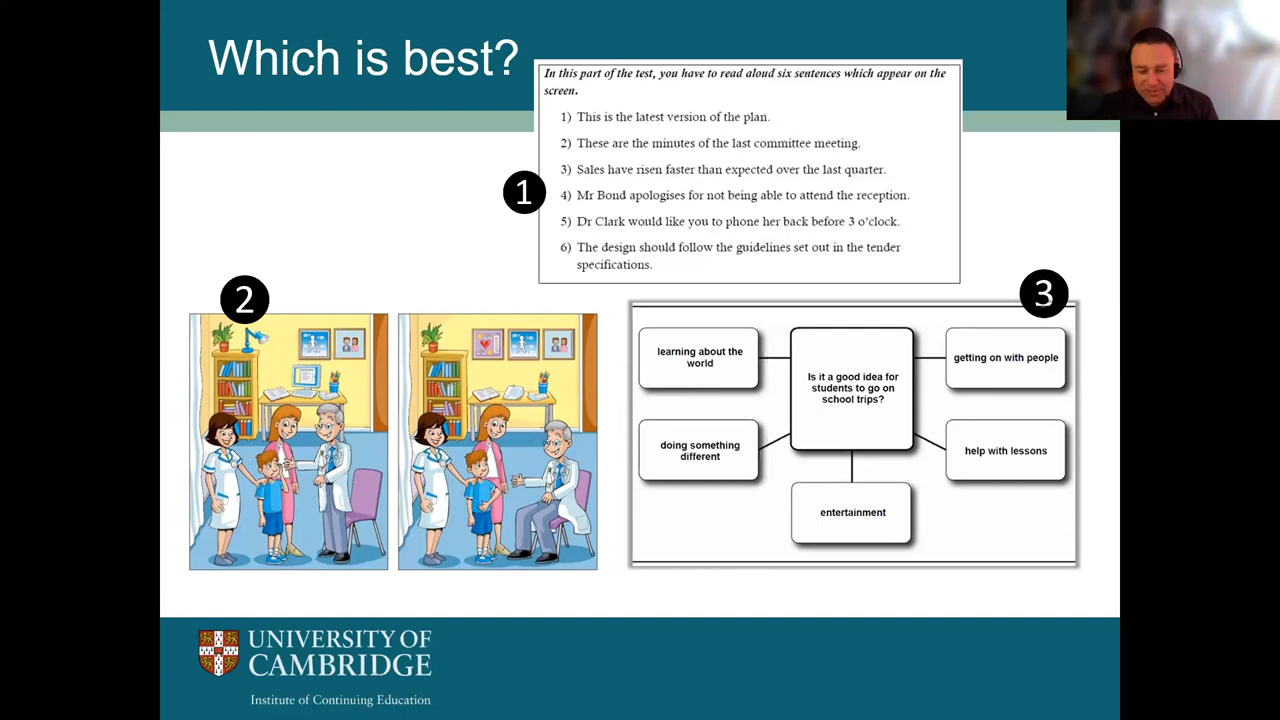 Which is best?
In this part of the test, you have to read aloud six sentences which appear on the
screen.
1) This is the latest version of the plan.
2) These are the minutes of the last committee meeting.
3) Sales have risen faster than expected over the last quarter.
4) Mr Bond apologises for not being able to attend the reception.
5) Dr Clark would like you to phone her back before 3 o'clock.
6) The design should follow the guidelines set out in the tender
specifications.
1
2
3
learning about the
world
Is it a good idea for
students to go on
school trips?
getting on with people
doing something
different
help with lessons
entertainment
UNIVERSITY OF
CAMBRIDGE
Institute of Continuing Education